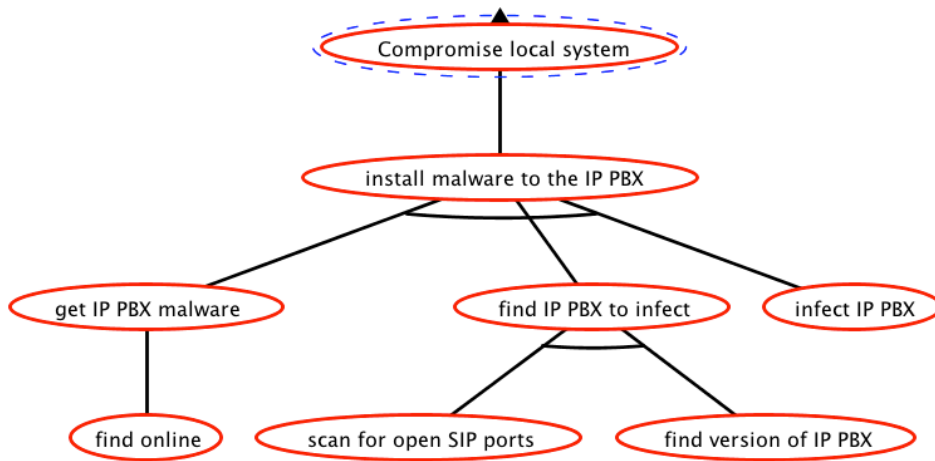 Compromise local system
install malware to the IP PBX
get IP PBX malware
find IP PBX to infect
infect IP PBX
find online
scan for open SIP ports
find version of IP PBX